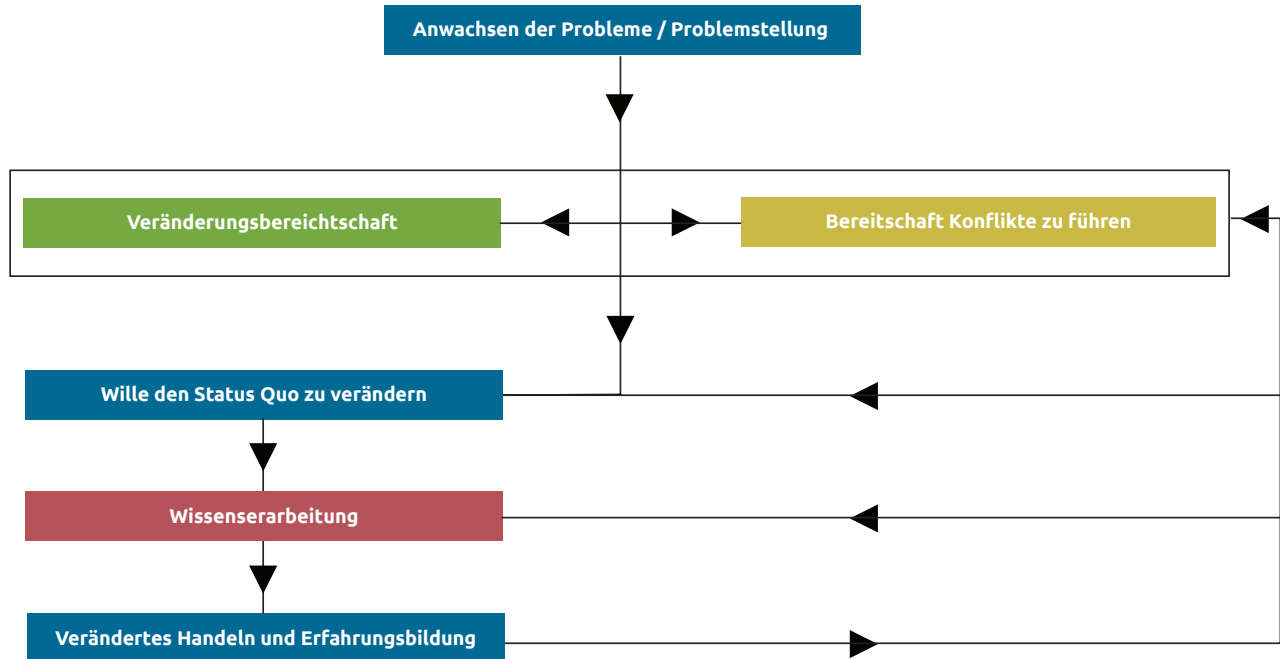 Anwachsen der Probleme / Problemstellung
Veränderungsbereichtschaft
Bereitschaft Konflikte zu führen
Wille den Status Quo zu verändern
Wissenserarbeitung
Verändertes Handeln und Erfahrungsbildung